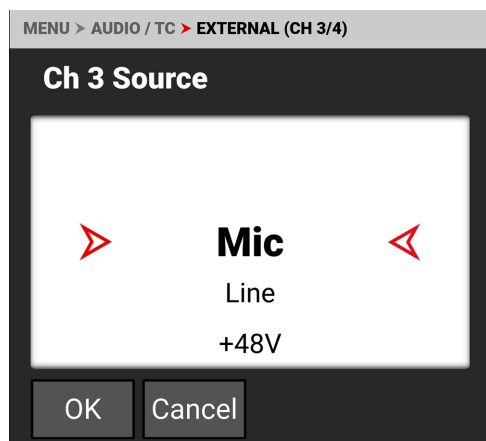 MENU > AUDIO / TC > EXTERNAL (CH 3/4)
Ch 3 Source
Mic
Line
+48V
OK Cancel